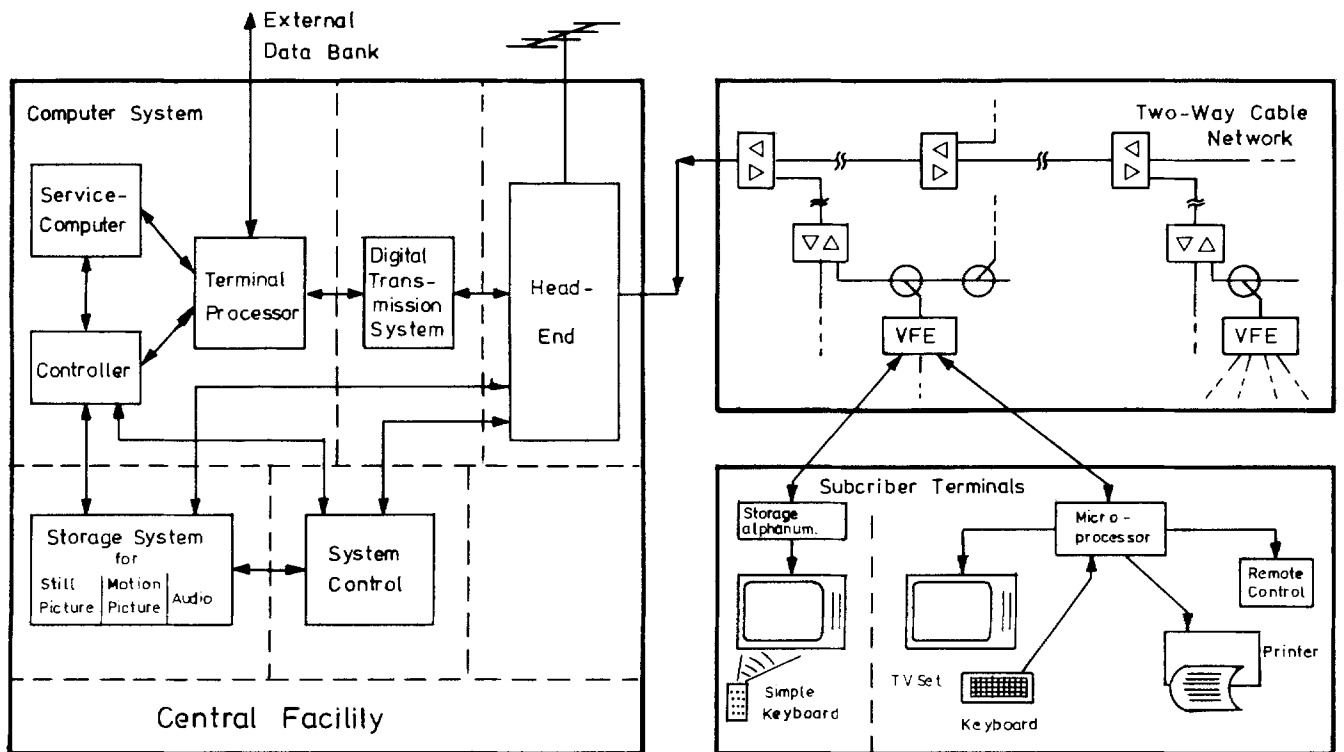 External
Data Bank
Computer System
Service-
Computer
Terminal
Processor
Digital
Trans-
mission
System
Head-
End
Controller
Storage System
for
Still
Picture
Motion
Picture
Audio
System
Control
Central Facility
Two-Way Cable
Network
VFE
VFE
Subcriber Terminals
Storage
alphanum.
Micro-
processor
Remote
Control
Printer
TV Set
Simple
Keyboard
Keyboard